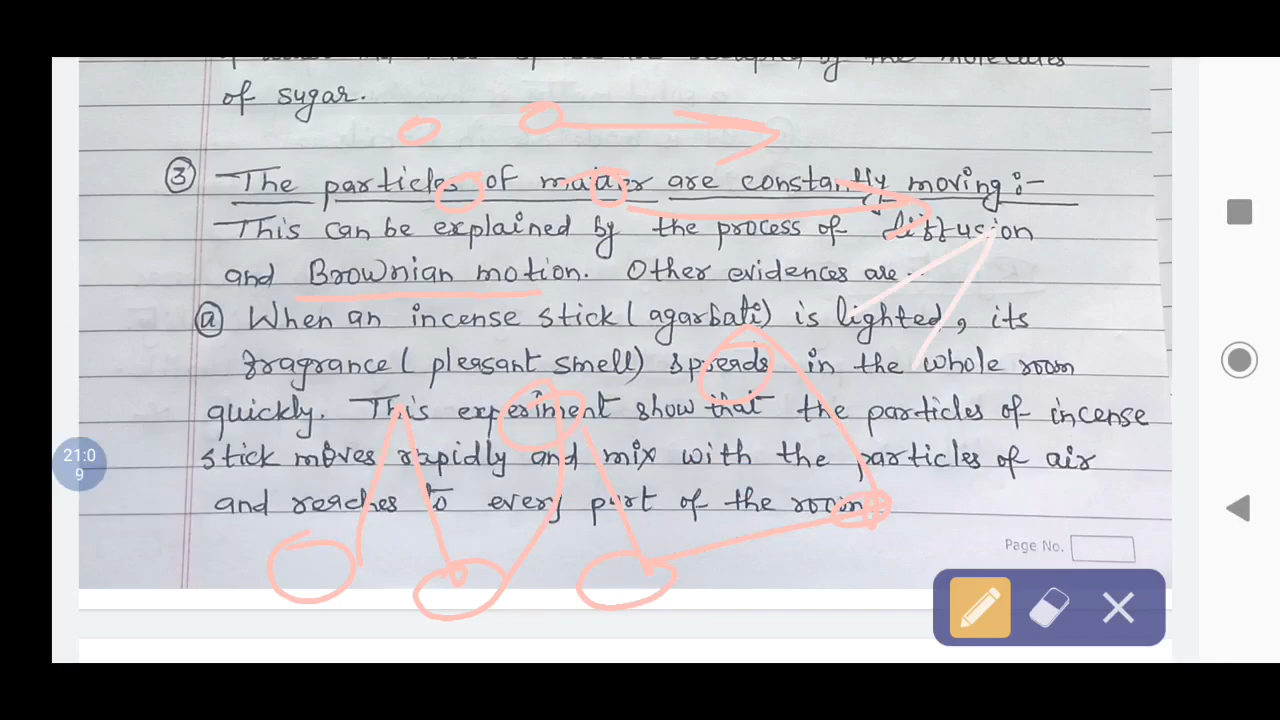 of sugar.
③ The particles of matter are constantly moving :-
This can be explained by the process of "diffusion
and Brownian motion. Other evidences are -
ⓐ When an incense stick (agarbati) is lighted, its
fragrance (pleasant smell) spreads in the whole room
quickly. This experiment show that the particles of incense
stick moves rapidly and mix with the particles of air
and reaches to every part of the room.
21:0
9
Page No.